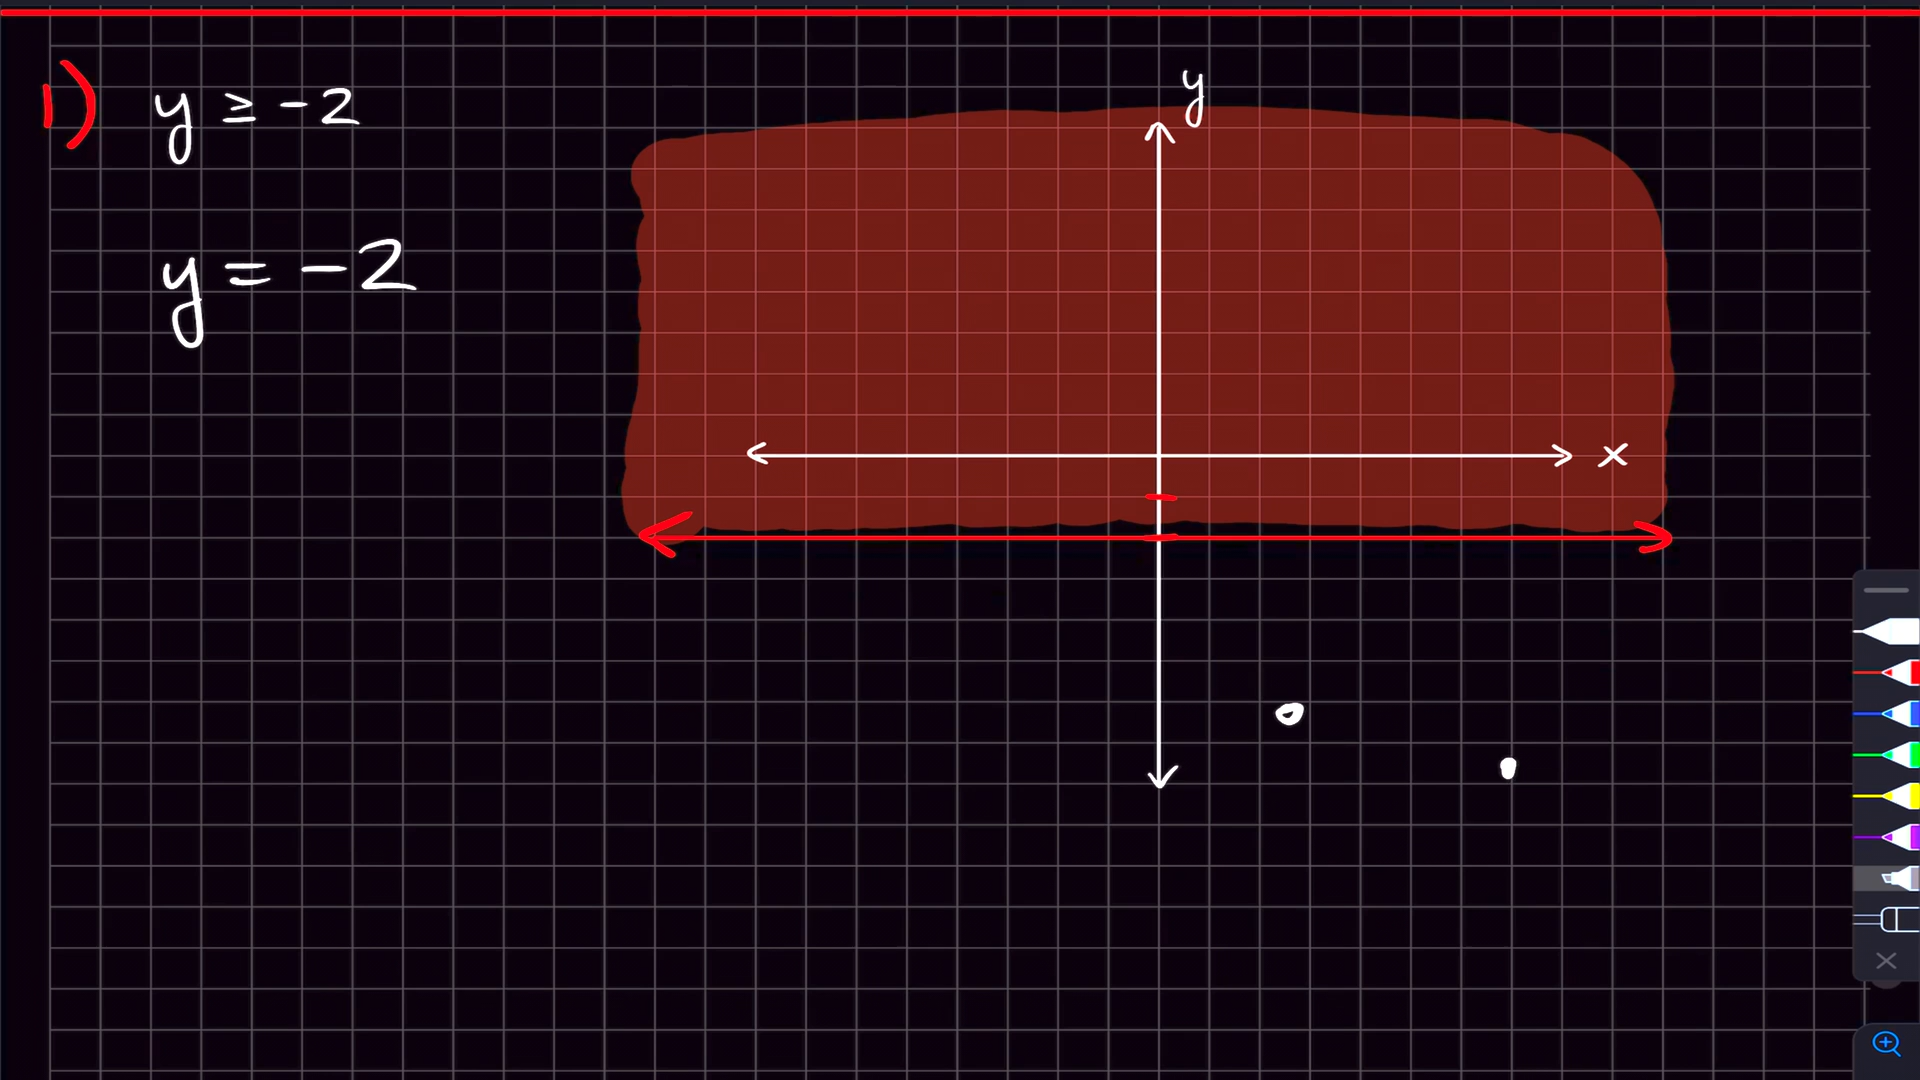 1) y ≥ -2
y = -2
y
x